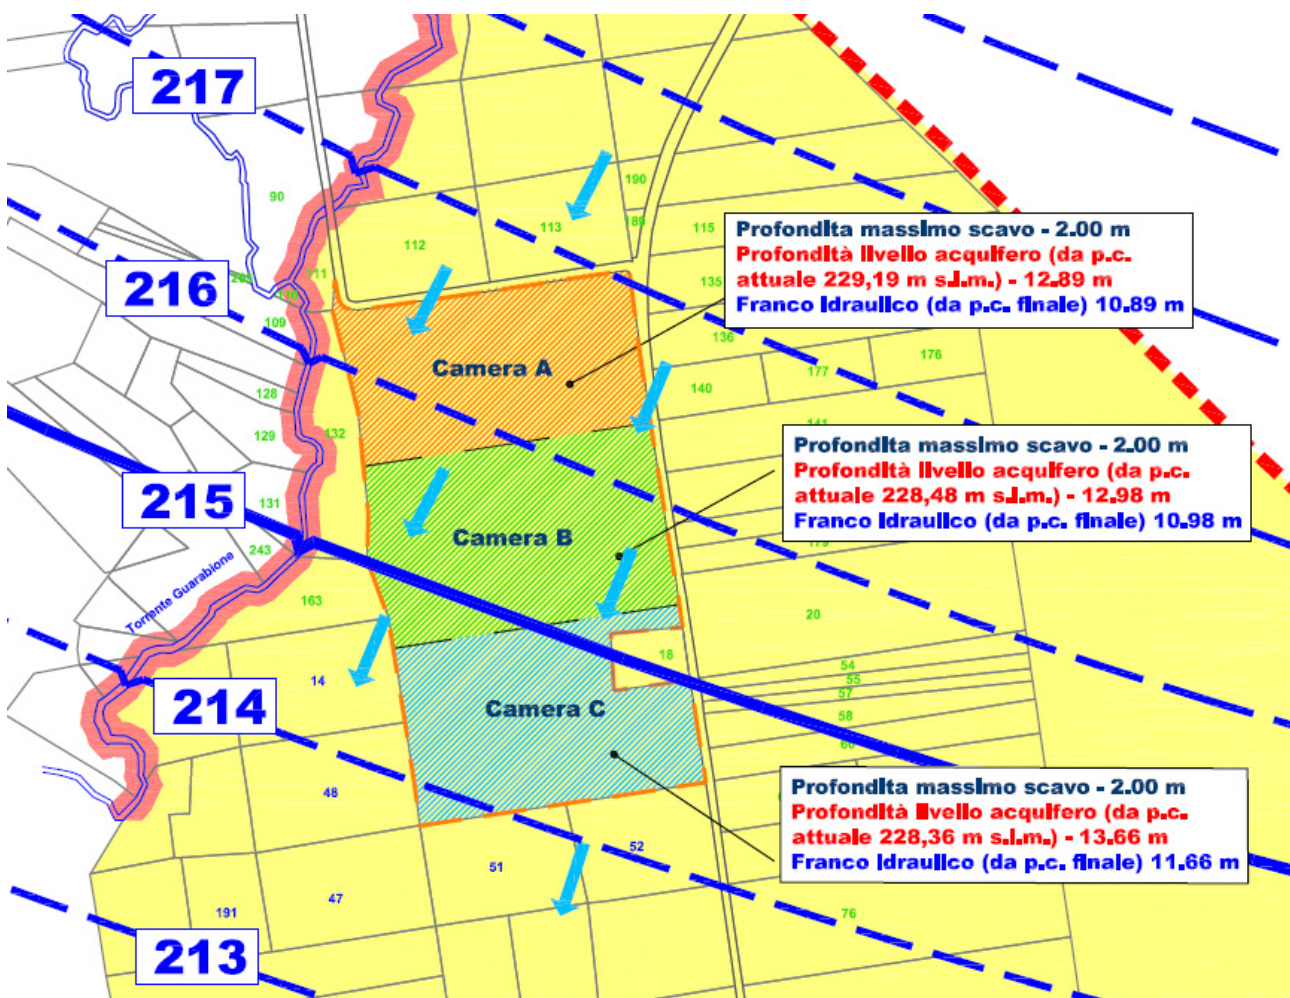 217
90
190
189
113
112
115
Profondita massimo scavo - 2.00 m
Profondità livello acquifero (da p.c.
attuale 229,19 m s.l.m.) - 12.89 m
Franco Idraulico (da p.c. finale) 10.89 m
111
135
216
110
109
136
176
177
Camera A
140
128
129
132
141
Profondita massimo scavo - 2.00 m
Profondità livello acquifero (da p.c.
attuale 228,48 m s.l.m.) - 12.98 m
Franco Idraulico (da p.c. finale) 10.98 m
215
131
Camera B
243
179
Torrente Guarabione
163
20
18
54
55
57
14
58
60
214
Camera C
48
Profondita massimo scavo - 2.00 m
Profondità livello acquifero (da p.c.
attuale 228,36 m s.l.m.) - 13.66 m
Franco Idraulico (da p.c. finale) 11.66 m
52
51
47
191
76
213